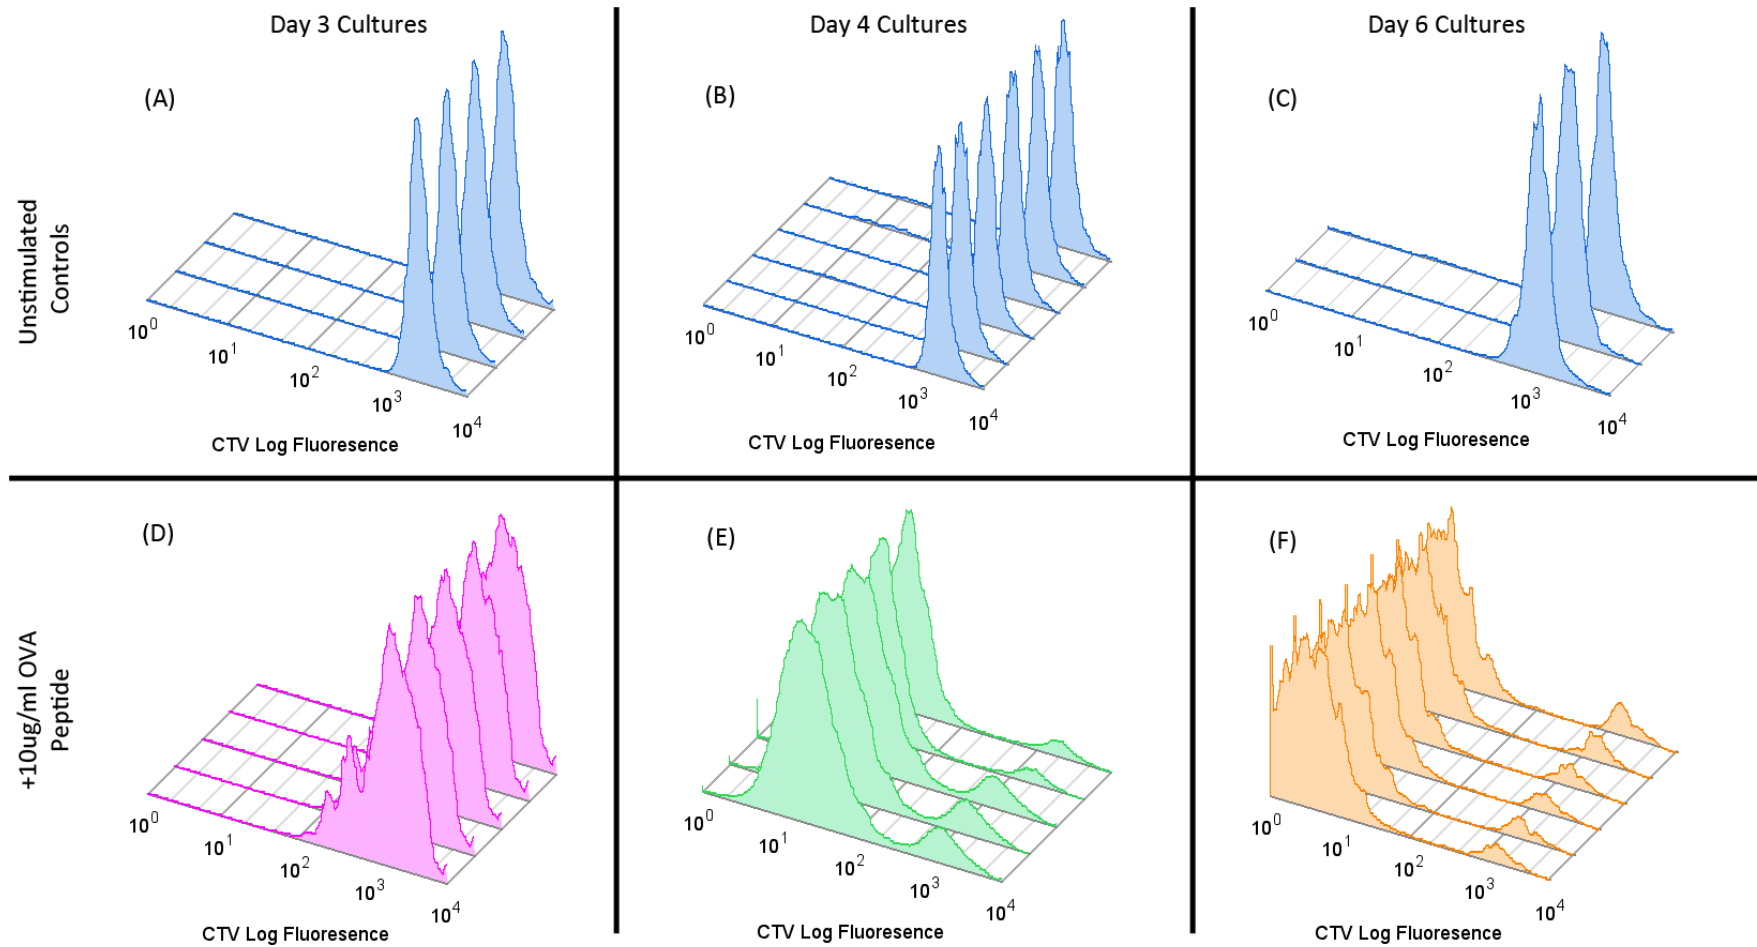 Day 3 Cultures
Day 4 Cultures
Day 6 Cultures
Unstimulated
Controls
(A)
10^0
10^1
10^2
10^3
10^4
CTV Log Fluoresence
(B)
10^0
10^1
10^2
10^3
10^4
CTV Log Fluoresence
(C)
10^0
10^1
10^2
10^3
10^4
CTV Log Fluoresence
+10ug/ml OVA
Peptide
(D)
10^0
10^1
10^2
10^3
10^4
CTV Log Fluoresence
(E)
10^0
10^1
10^2
10^3
10^4
CTV Log Fluoresence
(F)
10^0
10^1
10^2
10^3
10^4
CTV Log Fluoresence